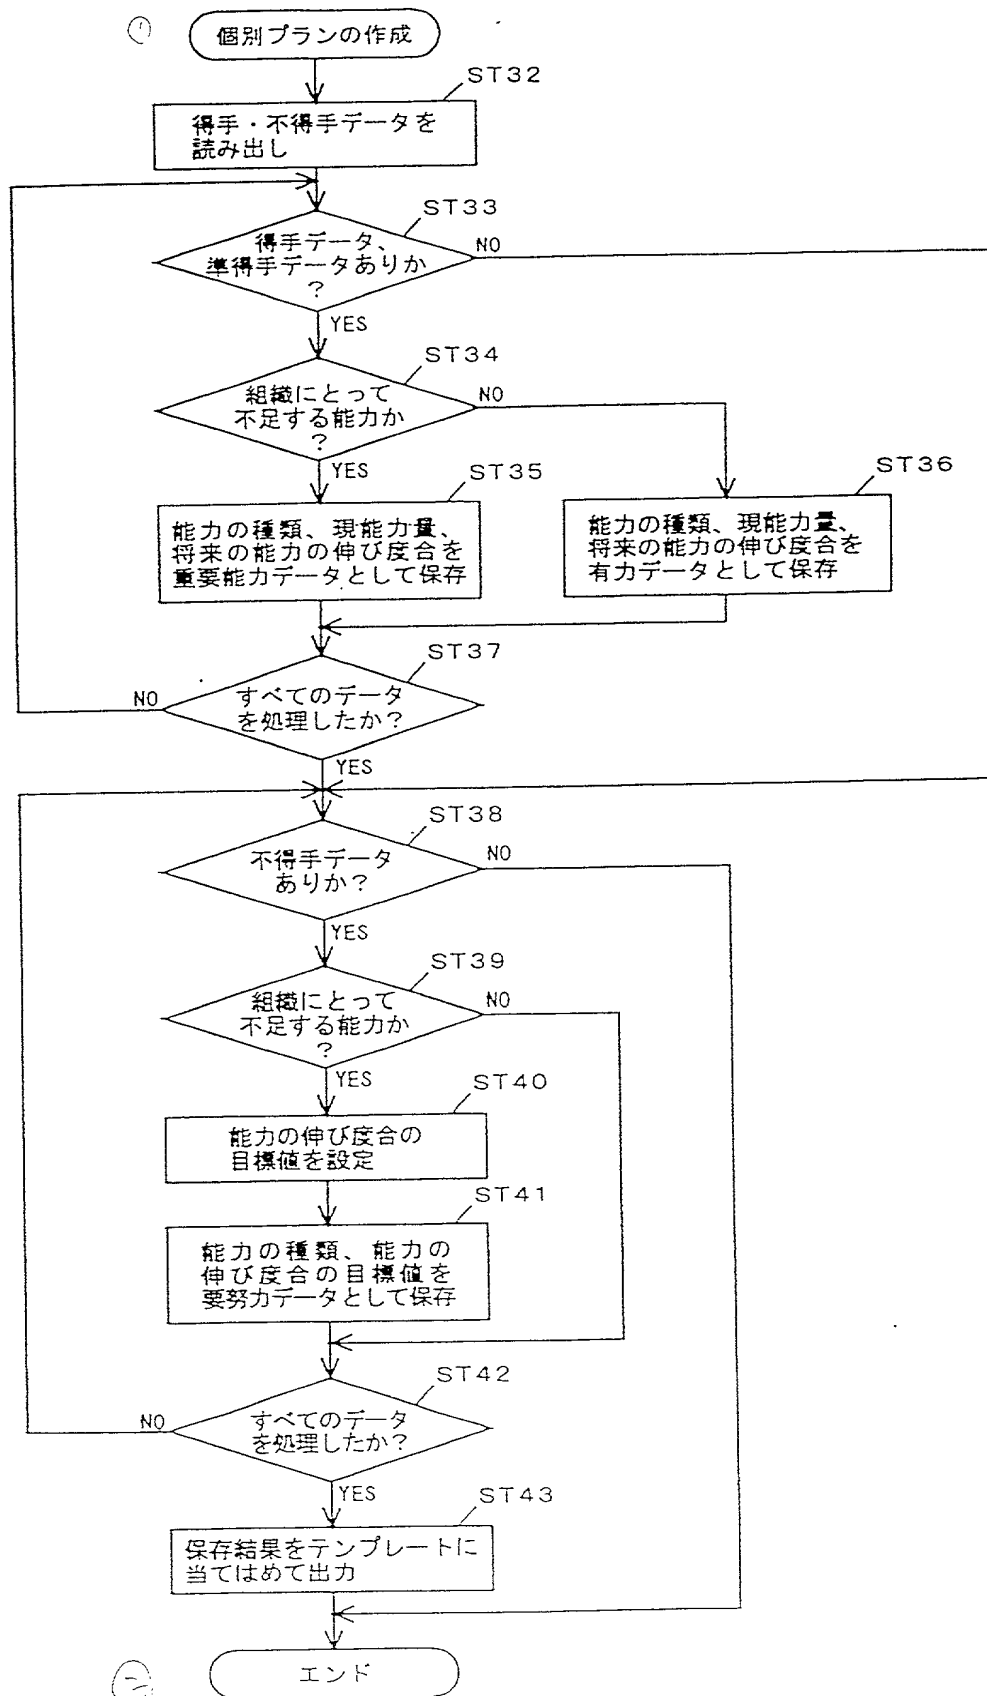 個別プランの作成
ST32
得手・不得手データを
読み出し
ST33
得手データ、
準得手データありか
?
NO
YES
ST34
組織にとって
不足する能力か
?
NO
YES
ST35
能力の種類、現能力量、
将来の能力の伸び度合を
重要能力データとして保存
ST36
能力の種類、現能力量、
将来の能力の伸び度合を
有力データとして保存
ST37
すべてのデータ
を処理したか?
NO
YES
ST38
不得手データ
ありか?
NO
YES
ST39
組織にとって
不足する能力か
?
NO
YES
ST40
能力の伸び度合の
目標値を設定
ST41
能力の種類、能力の
伸び度合の目標値を
要努力データとして保存
ST42
すべてのデータ
を処理したか?
NO
YES
ST43
保存結果をテンプレートに
当てはめて出力
エンド